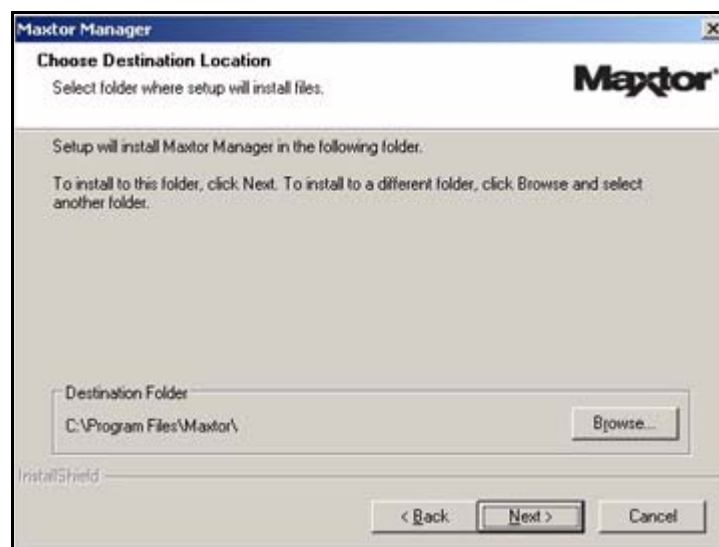 Maxtor Manager
Choose Destination Location
Select folder where setup will install files.
Maxtor
Setup will install Maxtor Manager in the following folder.
To install to this folder, click Next. To install to a different folder, click Browse and select
another folder.
Destination Folder
C:\Program Files\Maxtor\
Browse...
InstallShield
< Back
Next >
Cancel